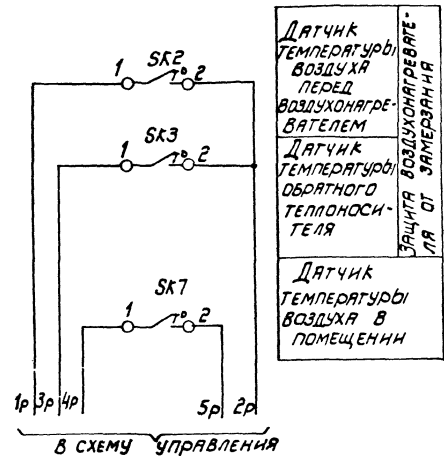 SK2
1 2
SK3
1 2
SK7
1 2
1р 3р 4р 5р 2р
В СХЕМУ УПРАВЛЕНИЯ
ДАТЧИК
ТЕМПЕРАТУРЫ
ВОЗДУХА
ПЕРЕД
ВОЗДУХОНАГРЕ-
ВАТЕЛЕМ
ДАТЧИК
ТЕМПЕРАТУРЫ
ОБРАТНОГО
ТЕПЛОНОСИ-
ТЕЛЯ
ЗАЩИТА ВОЗДУХОНАГРЕВАТЕ-
ЛЯ ОТ ЗАМЕРЗАНИЯ
ДАТЧИК
ТЕМПЕРАТУРЫ
ВОЗДУХА В
ПОМЕЩЕНИИ